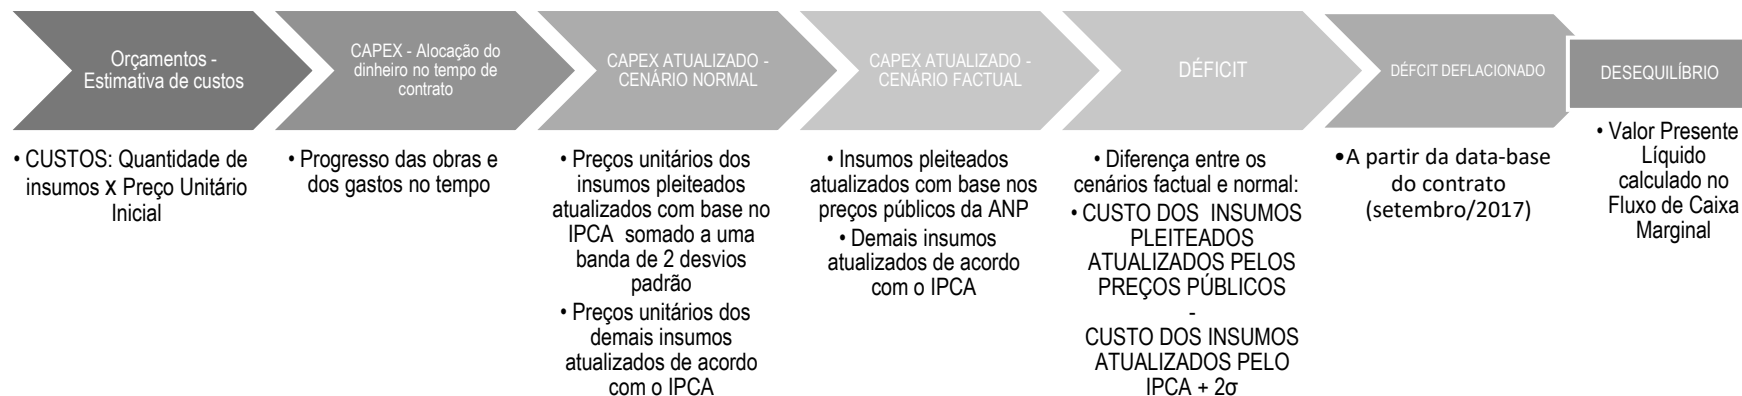 Orçamentos -
Estimativa de custos
• CUSTOS: Quantidade de
insumos x Preço Unitário
Inicial
CAPEX - Alocação do
dinheiro no tempo de
contrato
• Progresso das obras e
dos gastos no tempo
CAPEX ATUALIZADO -
CENÁRIO NORMAL
• Preços unitários dos
insumos pleiteados
atualizados com base no
IPCA somado a uma
banda de 2 desvios
padrão
• Preços unitários dos
demais insumos
atualizados de acordo
com o IPCA
CAPEX ATUALIZADO -
CENÁRIO FACTUAL
• Insumos pleiteados
atualizados com base nos
preços públicos da ANP
• Demais insumos
atualizados de acordo
com o IPCA
DÉFICIT
• Diferença entre os
cenários factual e normal:
• CUSTO DOS INSUMOS
PLEITEADOS
ATUALIZADOS PELOS
PREÇOS PÚBLICOS
-
CUSTO DOS INSUMOS
ATUALIZADOS PELO
IPCA + 2σ
DÉFCIT DEFLACIONADO
•A partir da data-base
do contrato
(setembro/2017)
DESEQUILÍBRIO
• Valor Presente
Líquido
calculado no
Fluxo de Caixa
Marginal